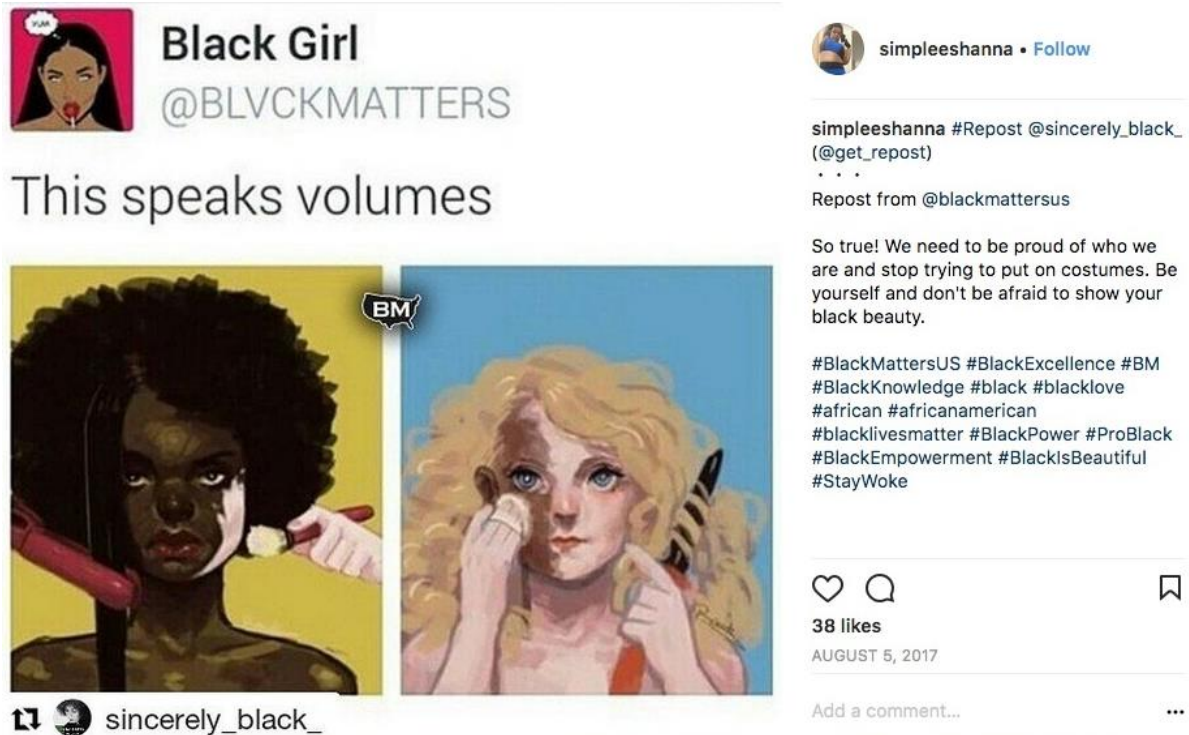 YUM
Black Girl
@BLVCKMATTERS
This speaks volumes
BM
sincerely_black_
simpleeshanna • Follow
simpleeshanna #Repost @sincerely_black_
(@get_repost)
· · ·
Repost from @blackmattersus
So true! We need to be proud of who we
are and stop trying to put on costumes. Be
yourself and don't be afraid to show your
black beauty.
#BlackMattersUS #BlackExcellence #BM
#BlackKnowledge #black #blacklove
#african #africanamerican
#blacklivesmatter #BlackPower #ProBlack
#BlackEmpowerment #BlackIsBeautiful
#StayWoke
38 likes
AUGUST 5, 2017
Add a comment...